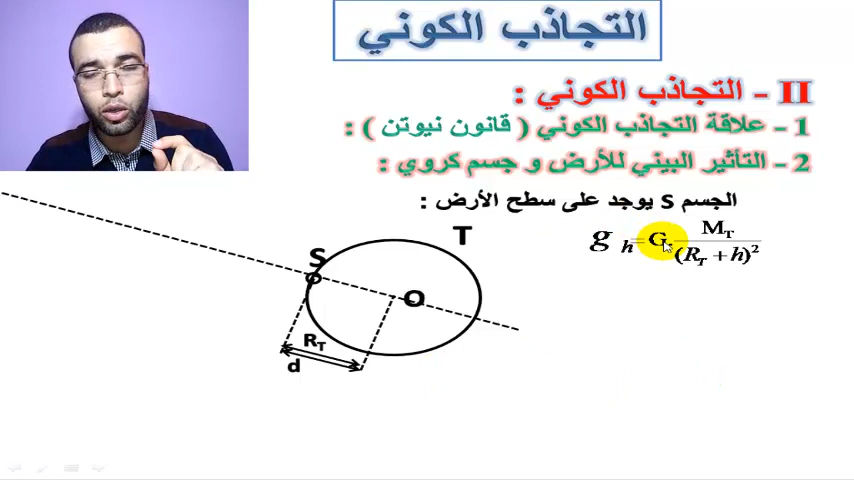 التجاذب الكوني
II - التجاذب الكوني :
1 - علاقة التجاذب الكوني ( قانون نيوتن ) :
2 - التأثير البيني للأرض و جسم كروي :
الجسم S يوجد على سطح الأرض :
g h = G. M_T / (R_T + h)²
T
S
O
R_T
d